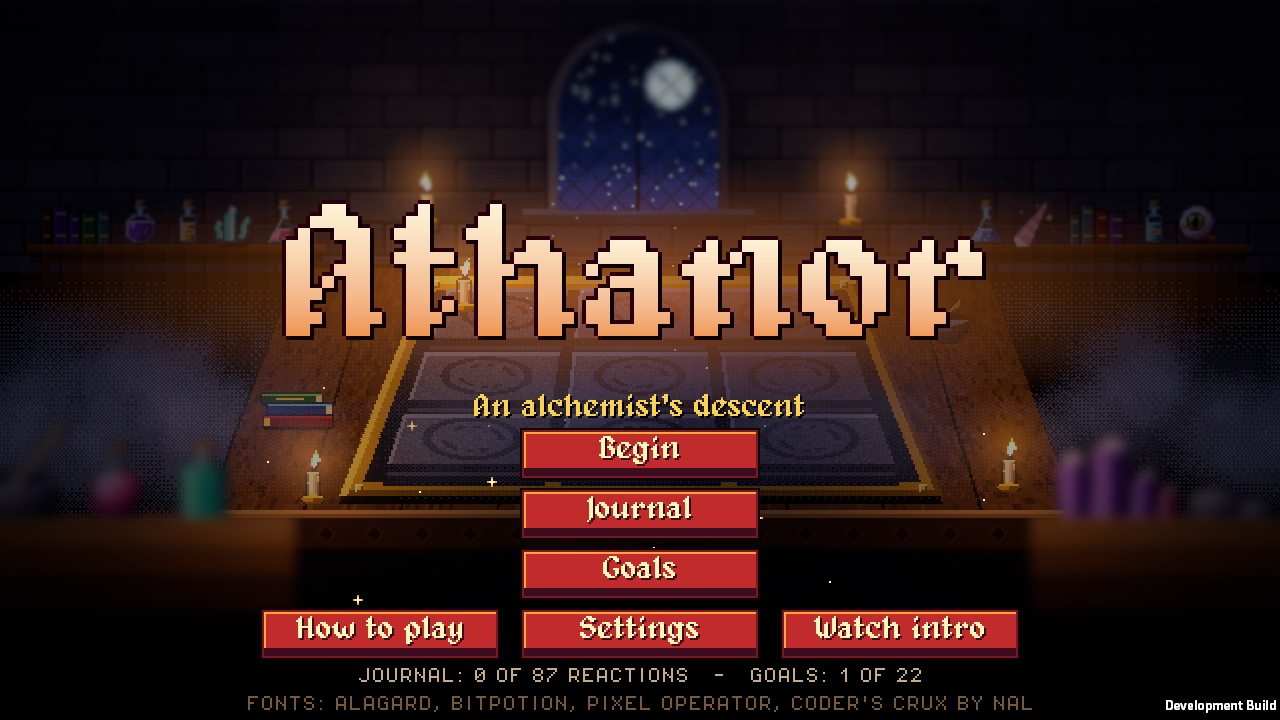 Athanor
An alchemist's descent
Begin
Journal
Goals
How to play
Settings
Watch intro
JOURNAL: 0 OF 87 REACTIONS - GOALS: 1 OF 22
FONTS: ALAGARD, BITPOTION, PIXEL OPERATOR, CODER'S CRUX BY NAL
Development Build